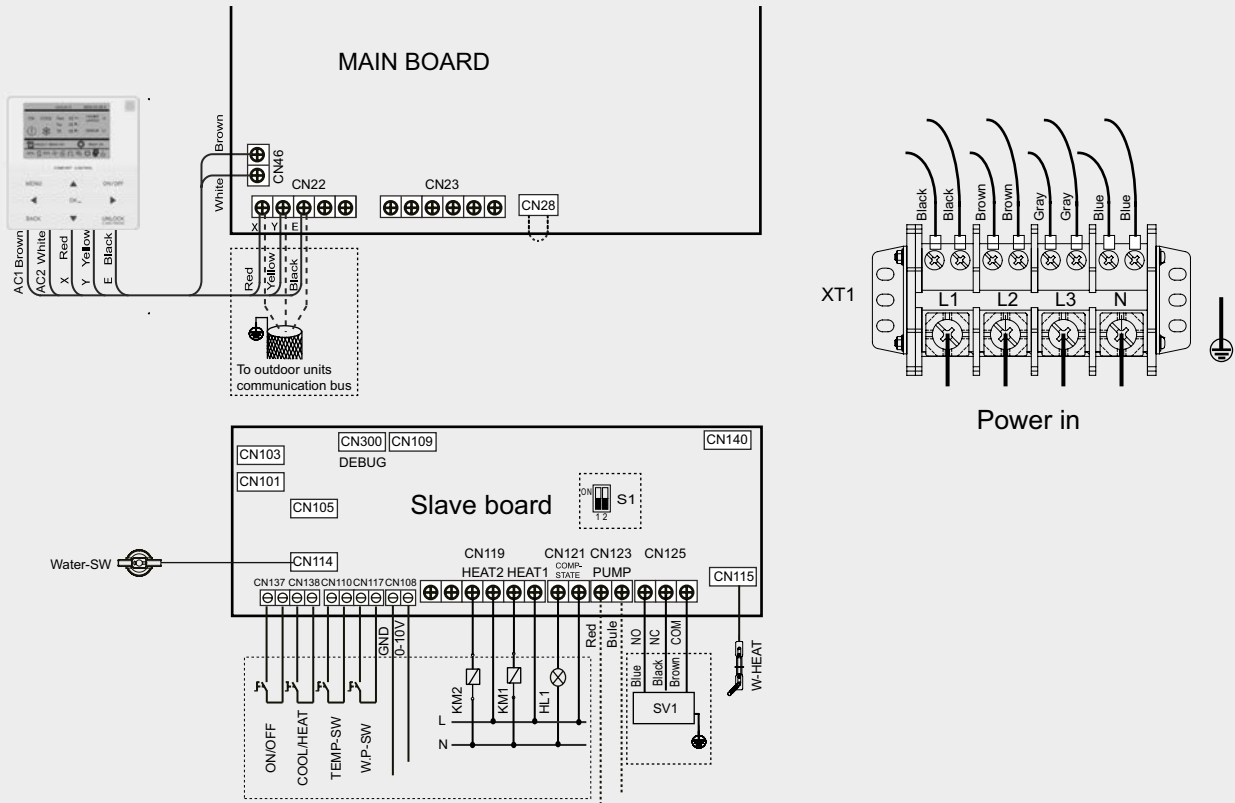 MAIN BOARD
Brown
White
CN46
CN22
CN23
CN28
X Y E
MENU
ON/OFF
BACK
UNLOCK
AC1 Brown
AC2 White
X Red
Y Yellow
E Black
Red
Yellow
Black
To outdoor units
communication bus
Black
Black
Brown
Brown
Gray
Gray
Blue
Blue
XT1
L1 L2 L3 N
Power in
CN300 CN109
CN140
CN103
DEBUG
CN101
CN105
Slave board
ON
S1
1 2
Water-SW
CN114
CN119 CN121 CN123 CN125
HEAT2 HEAT1 COMP-
STATE
PUMP
CN115
CN137 CN138 CN110 CN117 CN108
GND
0-10V
Red
Bule
NO
NC
COM
Blue
Black
Brown
W-HEAT
KM2
KM1
HL1
SV1
L
N
ON/OFF
COOL/HEAT
TEMP-SW
W.P-SW